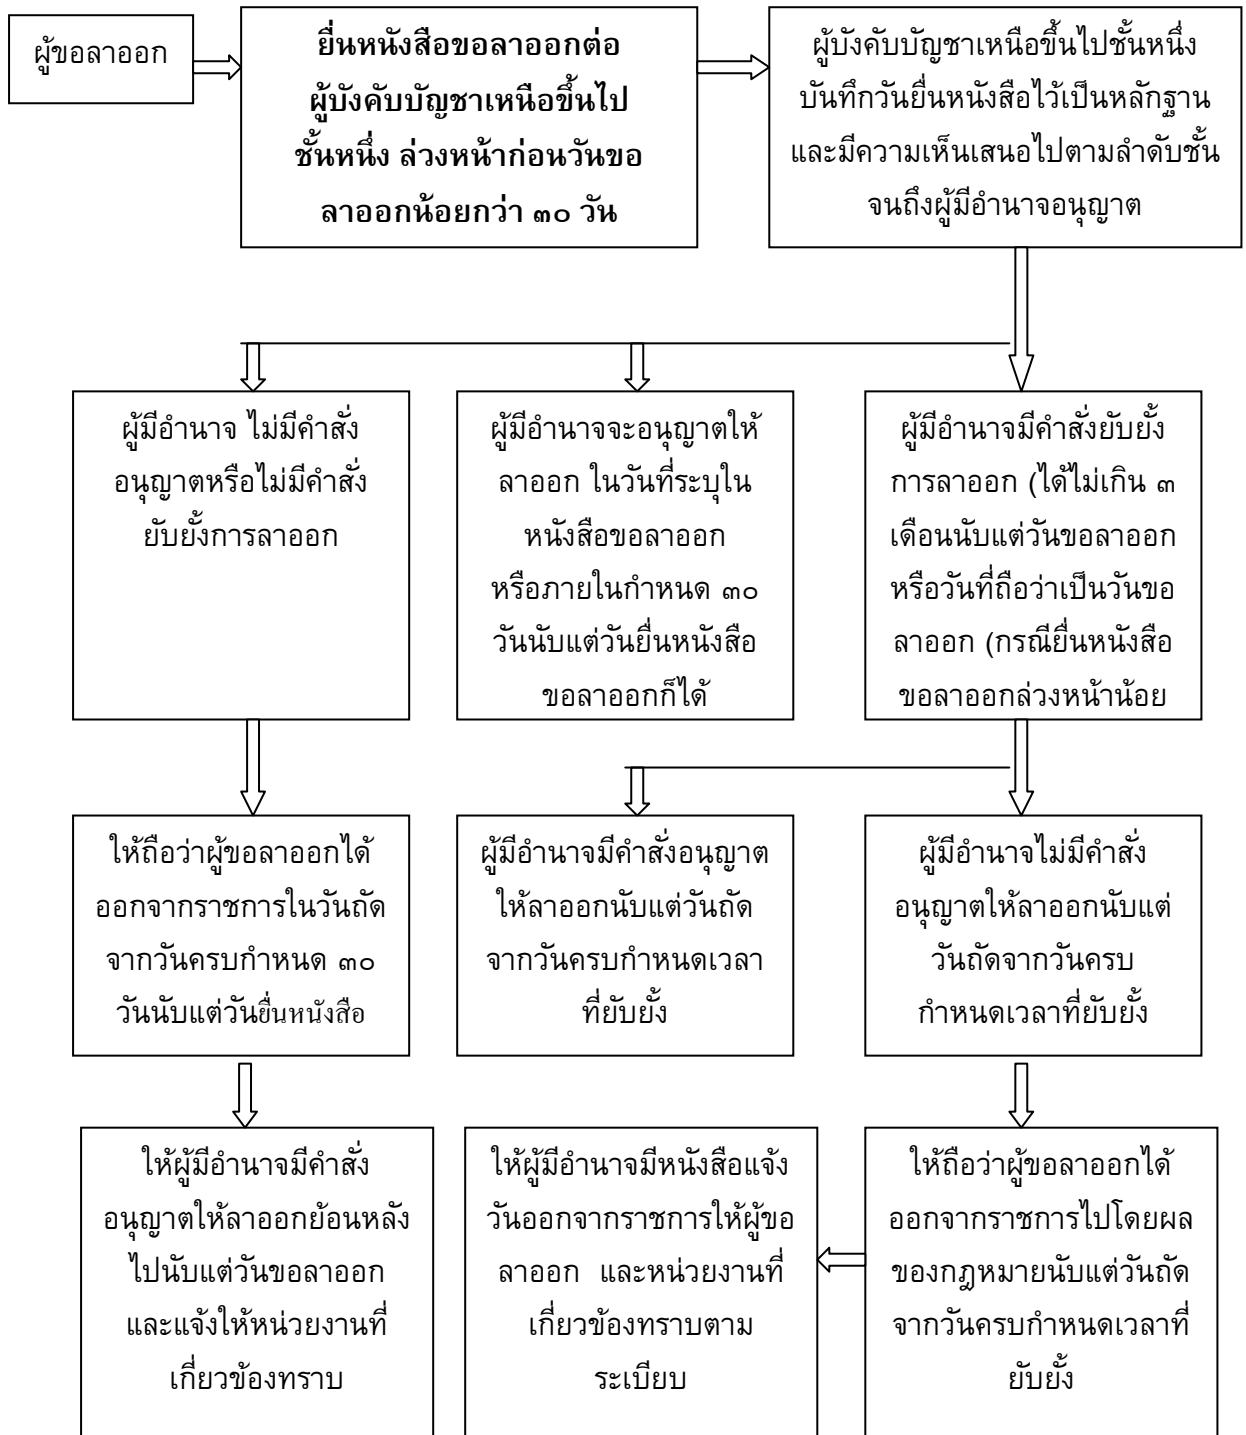 ผู้ขอลาออก
ยื่นหนังสือขอลาออกต่อ
ผู้บังคับบัญชาเหนือขึ้นไป
ชั้นหนึ่ง ล่วงหน้าก่อนวันขอ
ลาออกน้อยกว่า ๓๐ วัน
ผู้บังคับบัญชาเหนือขึ้นไปชั้นหนึ่ง
บันทึกวันยื่นหนังสือไว้เป็นหลักฐาน
และมีความเห็นเสนอไปตามลำดับชั้น
จนถึงผู้มีอำนาจอนุญาต
ผู้มีอำนาจ ไม่มีคำสั่ง
อนุญาตหรือไม่มีคำสั่ง
ยับยั้งการลาออก
ผู้มีอำนาจจะอนุญาตให้
ลาออก ในวันที่ระบุใน
หนังสือขอลาออก
หรือภายในกำหนด ๓๐
วันนับแต่วันยื่นหนังสือ
ขอลาออกก็ได้
ผู้มีอำนาจมีคำสั่งยับยั้ง
การลาออก (ได้ไม่เกิน ๓
เดือนนับแต่วันขอลาออก
หรือวันที่ถือว่าเป็นวันขอ
ลาออก (กรณียื่นหนังสือ
ขอลาออกล่วงหน้าน้อย
ให้ถือว่าผู้ขอลาออกได้
ออกจากราชการในวันถัด
จากวันครบกำหนด ๓๐
วันนับแต่วันยื่นหนังสือ
ผู้มีอำนาจมีคำสั่งอนุญาต
ให้ลาออกนับแต่วันถัด
จากวันครบกำหนดเวลา
ที่ยับยั้ง
ผู้มีอำนาจไม่มีคำสั่ง
อนุญาตให้ลาออกนับแต่
วันถัดจากวันครบ
กำหนดเวลาที่ยับยั้ง
ให้ผู้มีอำนาจมีคำสั่ง
อนุญาตให้ลาออกย้อนหลัง
ไปนับแต่วันขอลาออก
และแจ้งให้หน่วยงานที่
เกี่ยวข้องทราบ
ให้ผู้มีอำนาจมีหนังสือแจ้ง
วันออกจากราชการให้ผู้ขอ
ลาออก และหน่วยงานที่
เกี่ยวข้องทราบตาม
ระเบียบ
ให้ถือว่าผู้ขอลาออกได้
ออกจากราชการไปโดยผล
ของกฎหมายนับแต่วันถัด
จากวันครบกำหนดเวลาที่
ยับยั้ง